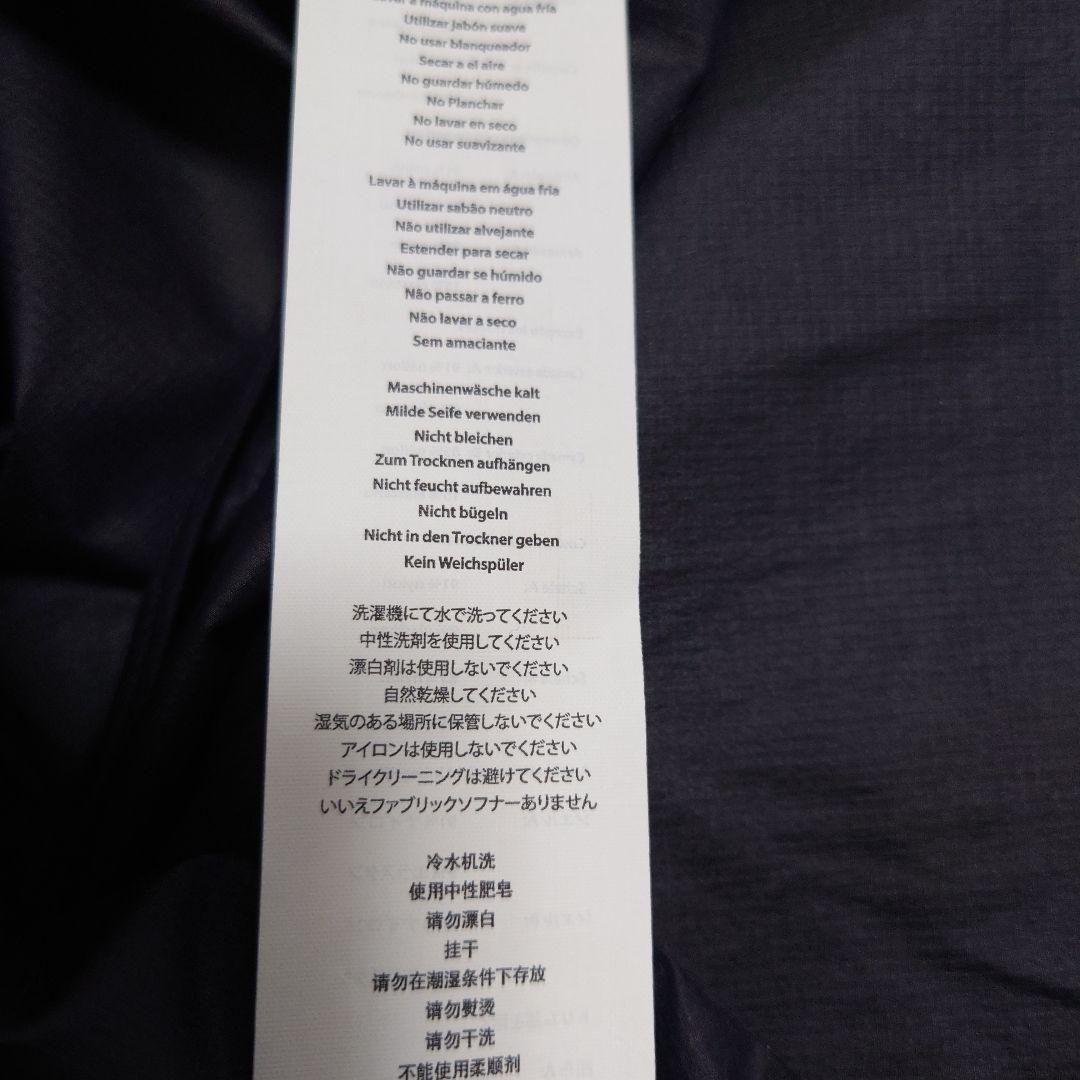 Lavar a máquina con agua fría
Utilizar jabón suave
No usar blanqueador
Secar a el aire
No guardar húmedo
No Planchar
No lavar en seco
No usar suavizante
Lavar à máquina em água fria
Utilizar sabão neutro
Não utilizar alvejante
Estender para secar
Não guardar se húmido
Não passar a ferro
Não lavar a seco
Sem amaciante
Maschinenwäsche kalt
Milde Seife verwenden
Nicht bleichen
Zum Trocknen aufhängen
Nicht feucht aufbewahren
Nicht bügeln
Nicht in den Trockner geben
Kein Weichspüler
洗濯機にて水で洗ってください
中性洗剤を使用してください
漂白剤は使用しないでください
自然乾燥してください
湿気のある場所に保管しないでください
アイロンは使用しないでください
ドライクリーニングは避けてください
いいえファブリックソフナーありません
冷水机洗
使用中性肥皂
请勿漂白
挂干
请勿在潮湿条件下存放
请勿熨烫
请勿干洗
不能使用柔顺剂